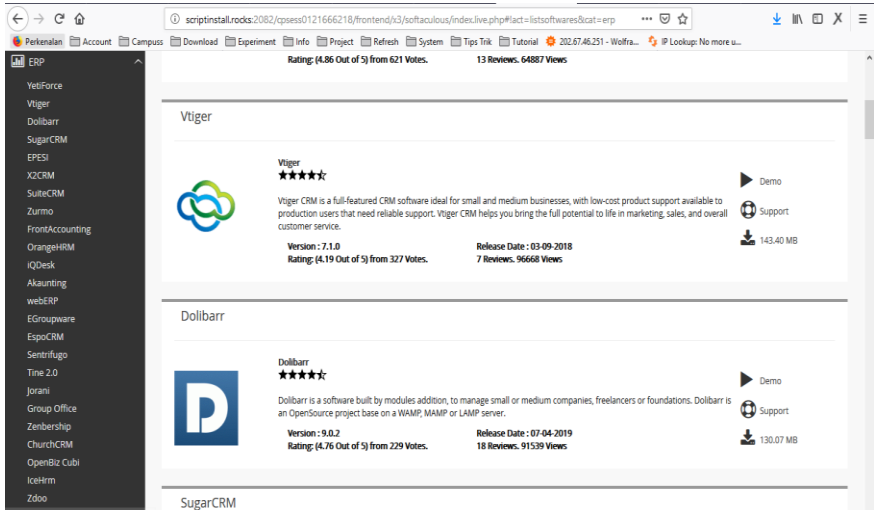 scriptinstall.rocks:2082/cpsess0121666218/frontend/x3/softaculous/index.live.php#!act=listsoftwares&cat=erp
Perkenalan Account Campuss Download Experiment Info Project Refresh System Tips Trik Tutorial 202.67.46.251 - Wolfra... IP Lookup: No more u...
ERP
YetiForce
Vtiger
Dolibarr
SugarCRM
EPESI
X2CRM
SuiteCRM
Zurmo
FrontAccounting
OrangeHRM
iQDesk
Akaunting
webERP
EGroupware
EspoCRM
Sentrifugo
Tine 2.0
Jorani
Group Office
Zenbership
ChurchCRM
OpenBiz Cubi
IceHrm
Zdoo
Rating: (4.86 Out of 5) from 621 Votes. 13 Reviews. 64887 Views
Vtiger
Vtiger
Vtiger CRM is a full-featured CRM software ideal for small and medium businesses, with low-cost product support available to
production users that need reliable support. Vtiger CRM helps you bring the full potential to life in marketing, sales, and overall
customer service.
Version : 7.1.0 Release Date : 03-09-2018
Rating: (4.19 Out of 5) from 327 Votes. 7 Reviews. 96668 Views
Demo
Support
143.40 MB
Dolibarr
D
Dolibarr
Dolibarr is a software built by modules addition, to manage small or medium companies, freelancers or foundations. Dolibarr is
an OpenSource project base on a WAMP, MAMP or LAMP server.
Version : 9.0.2 Release Date : 07-04-2019
Rating: (4.76 Out of 5) from 229 Votes. 18 Reviews. 91539 Views
Demo
Support
130.07 MB
SugarCRM